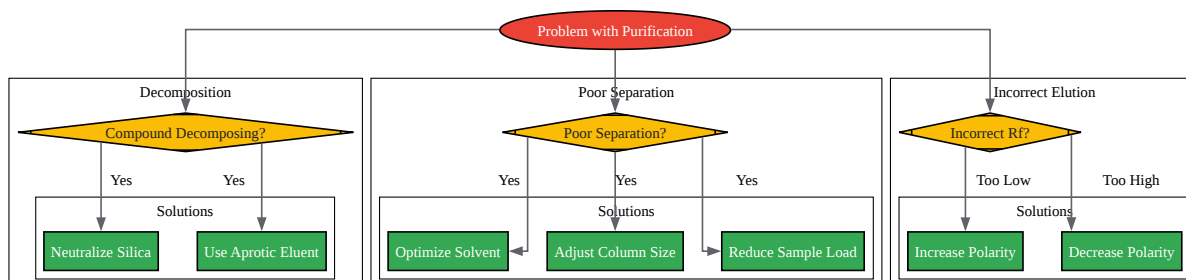 Problem with Purification
Decomposition
Poor Separation
Incorrect Elution
Compound Decomposing?
Poor Separation?
Incorrect Rf?
Yes
Yes
Yes
Yes
Yes
Too Low
Too High
Solutions
Solutions
Solutions
Neutralize Silica
Use Aprotic Eluent
Optimize Solvent
Adjust Column Size
Reduce Sample Load
Increase Polarity
Decrease Polarity